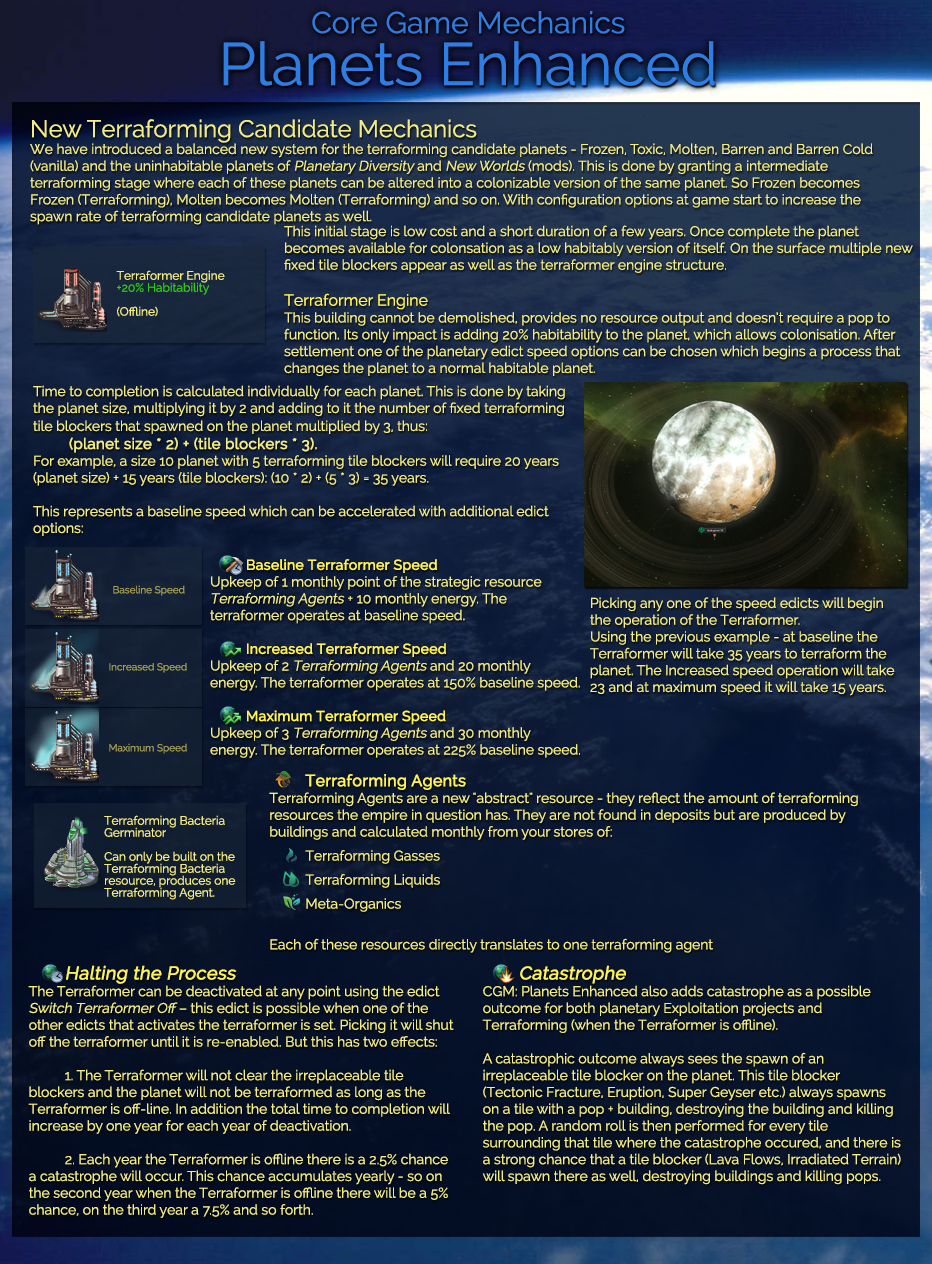 Core Game Mechanics
Planets Enhanced
New Terraforming Candidate Mechanics
We have introduced a balanced new system for the terraforming candidate planets - Frozen, Toxic, Molten, Barren and Barren Cold
(vanilla) and the uninhabitable planets of Planetary Diversity and New Worlds (mods). This is done by granting a intermediate
terraforming stage where each of these planets can be altered into a colonizable version of the same planet. So Frozen becomes
Frozen (Terraforming), Molten becomes Molten (Terraforming) and so on. With configuration options at game start to increase the
spawn rate of terraforming candidate planets as well.
This initial stage is low cost and a short duration of a few years. Once complete the planet
becomes available for colonsation as a low habitably version of itself. On the surface multiple new
fixed tile blockers appear as well as the terraformer engine structure.
Terraformer Engine
+20% Habitability
(Offline)
Terraformer Engine
This building cannot be demolished, provides no resource output and doesn't require a pop to
function. Its only impact is adding 20% habitability to the planet, which allows colonisation. After
settlement one of the planetary edict speed options can be chosen which begins a process that
changes the planet to a normal habitable planet.
Time to completion is calculated individually for each planet. This is done by taking
the planet size, multiplying it by 2 and adding to it the number of fixed terraforming
tile blockers that spawned on the planet multiplied by 3, thus:
(planet size * 2) + (tile blockers * 3).
For example, a size 10 planet with 5 terraforming tile blockers will require 20 years
(planet size) + 15 years (tile blockers): (10 * 2) + (5 * 3) = 35 years.
This represents a baseline speed which can be accelerated with additional edict
options:
Baseline Speed
Baseline Terraformer Speed
Upkeep of 1 monthly point of the strategic resource
Terraforming Agents + 10 monthly energy. The
terraformer operates at baseline speed.
Increased Speed
Increased Terraformer Speed
Upkeep of 2 Terraforming Agents and 20 monthly
energy. The terraformer operates at 150% baseline speed.
Maximum Speed
Maximum Terraformer Speed
Upkeep of 3 Terraforming Agents and 30 monthly
energy. The terraformer operates at 225% baseline speed.
Picking any one of the speed edicts will begin
the operation of the Terraformer.
Using the previous example - at baseline the
Terraformer will take 35 years to terraform the
planet. The Increased speed operation will take
23 and at maximum speed it will take 15 years.
Terraforming Bacteria
Germinator
Can only be built on the
Terraforming Bacteria
resource, produces one
Terraforming Agent.
Terraforming Agents
Terraforming Agents are a new "abstract" resource - they reflect the amount of terraforming
resources the empire in question has. They are not found in deposits but are produced by
buildings and calculated monthly from your stores of:
Terraforming Gasses
Terraforming Liquids
Meta-Organics
Each of these resources directly translates to one terraforming agent
Halting the Process
The Terraformer can be deactivated at any point using the edict
Switch Terraformer Off – this edict is possible when one of the
other edicts that activates the terraformer is set. Picking it will shut
off the terraformer until it is re-enabled. But this has two effects:
1. The Terraformer will not clear the irreplaceable tile
blockers and the planet will not be terraformed as long as the
Terraformer is off-line. In addition the total time to completion will
increase by one year for each year of deactivation.
2. Each year the Terraformer is offline there is a 2,5% chance
a catastrophe will occur. This chance accumulates yearly - so on
the second year when the Terraformer is offline there will be a 5%
chance, on the third year a 7,5% and so forth.
Catastrophe
CGM: Planets Enhanced also adds catastrophe as a possible
outcome for both planetary Exploitation projects and
Terraforming (when the Terraformer is offline).
A catastrophic outcome always sees the spawn of an
irreplaceable tile blocker on the planet. This tile blocker
(Tectonic Fracture, Eruption, Super Geyser etc.) always spawns
on a tile with a pop + building, destroying the building and killing
the pop. A random roll is then performed for every tile
surrounding that tile where the catastrophe occured, and there is
a strong chance that a tile blocker (Lava Flows, Irradiated Terrain)
will spawn there as well, destroying buildings and killing pops.